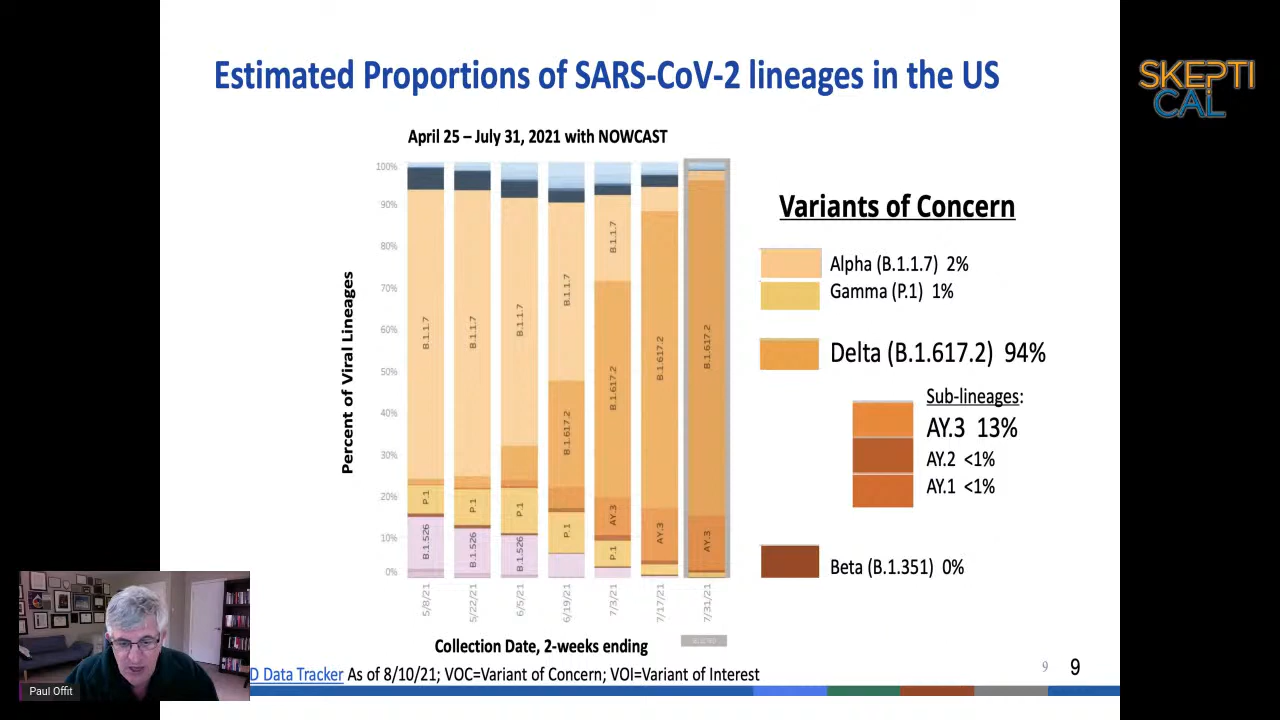 Estimated Proportions of SARS-CoV-2 lineages in the US
SKEPTI
CAL
April 25 – July 31, 2021 with NOWCAST
Percent of Viral Lineages
100%
90%
80%
70%
60%
50%
40%
30%
20%
10%
0%
B.1.1.7
P.1
B.1.526
B.1.1.7
P.1
B.1.526
B.1.1.7
P.1
B.1.526
B.1.1.7
B.1.617.2
P.1
B.1.1.7
B.1.617.2
AY.3
P.1
B.1.617.2
AY.3
B.1.617.2
AY.3
5/8/21
5/22/21
6/5/21
6/19/21
7/3/21
7/17/21
7/31/21
Collection Date, 2-weeks ending
Variants of Concern
Alpha (B.1.1.7) 2%
Gamma (P.1) 1%
Delta (B.1.617.2) 94%
Sub-lineages:
AY.3 13%
AY.2 <1%
AY.1 <1%
Beta (B.1.351) 0%
D Data Tracker As of 8/10/21; VOC=Variant of Concern; VOI=Variant of Interest
9 9
Paul Offit